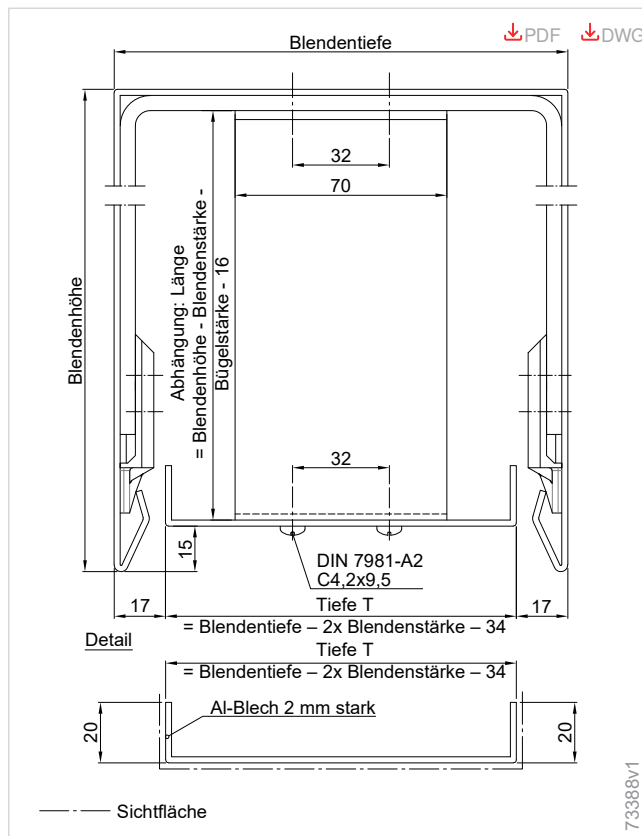 PDF DWG
Blendentiefe
32
70
Blendenhöhe
Abhängung: Länge
= Blendenhöhe - Blendenstärke -
Bügelstärke - 16
32
15
DIN 7981-A2
C4,2x9,5
17
Tiefe T
17
= Blendentiefe – 2x Blendenstärke – 34
Detail
Tiefe T
= Blendentiefe – 2x Blendenstärke – 34
20
Al-Blech 2 mm stark
20
Sichtfläche
73388v1